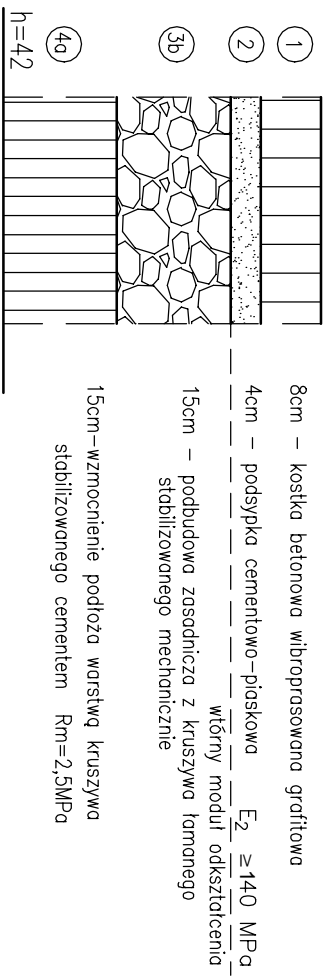 1
8cm – kostka betonowa wibroprasowana grafitowa
2
4cm – podsypka cementowo-piaskowa
E2 ≥140 MPa
wtórny moduł odkształcenia
3b
15cm – podbudowa zasadnicza z kruszywa łamanego
stabilizowanego mechanicznie
4a
15cm-wzmocnienie podłoża warstwą kruszywa
stabilizowanego cementem Rm=2,5MPa
h=42